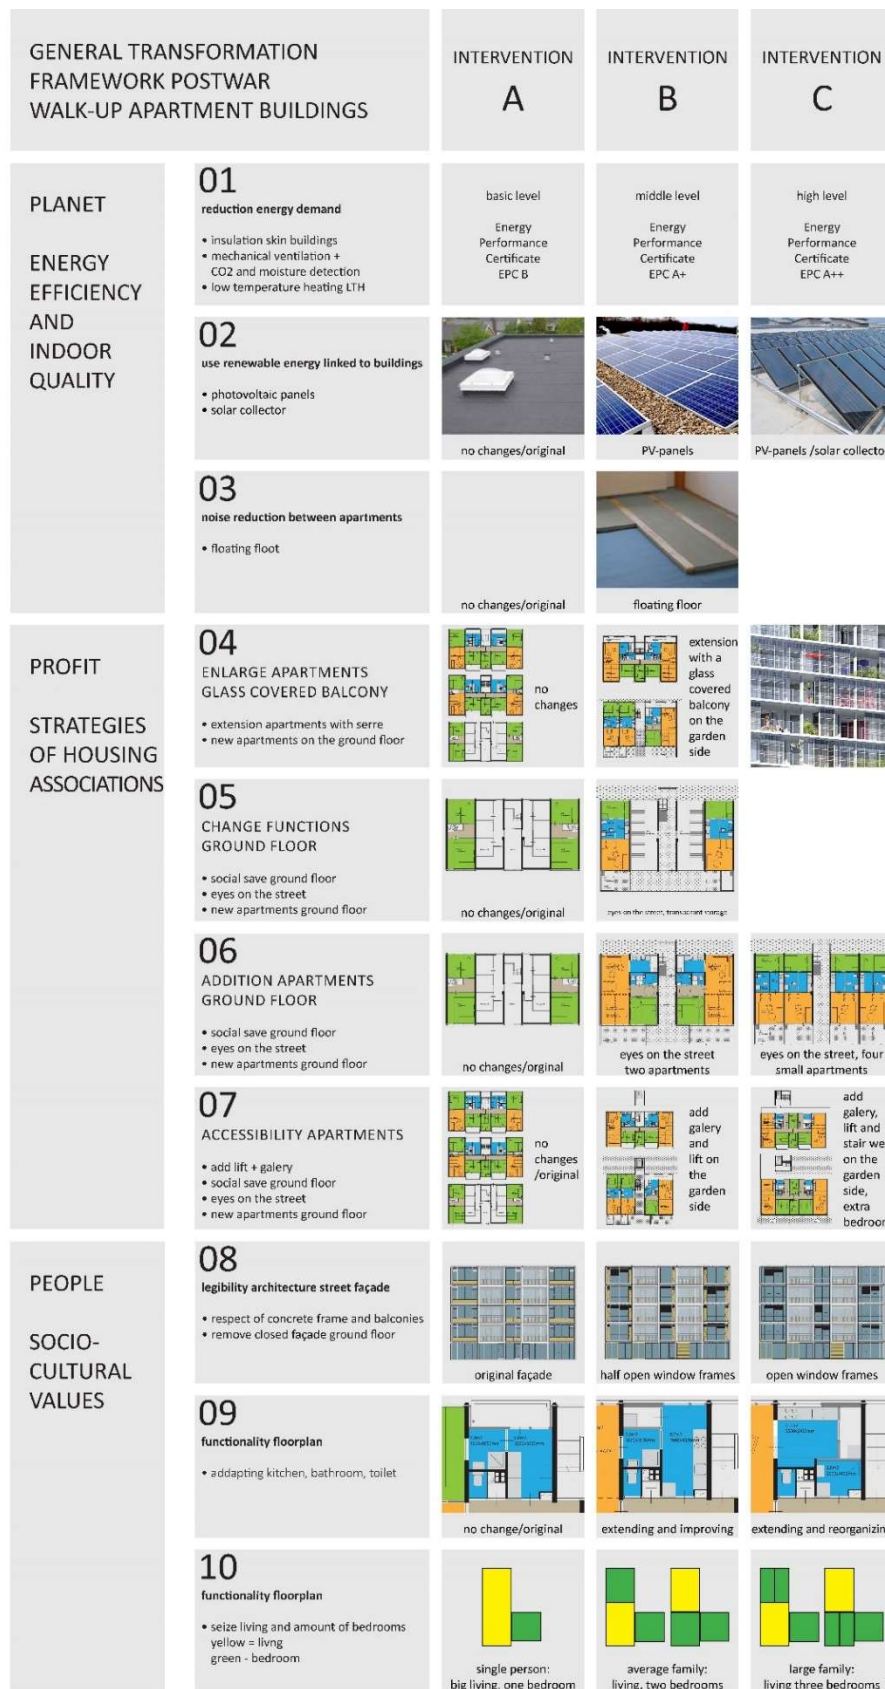 GENERAL TRANSFORMATION
FRAMEWORK POSTWAR
WALK-UP APARTMENT BUILDINGS
INTERVENTION
A
INTERVENTION
B
INTERVENTION
C
PLANET
ENERGY
EFFICIENCY
AND
INDOOR
QUALITY
01
reduction energy demand
• insulation skin buildings
• mechanical ventilation +
CO2 and moisture detection
• low temperature heating LTH
basic level
Energy
Performance
Certificate
EPC B
middle level
Energy
Performance
Certificate
EPC A+
high level
Energy
Performance
Certificate
EPC A++
02
use renewable energy linked to buildings
• photovoltaic panels
• solar collector
no changes/original
PV-panels
PV-panels /solar collecto
03
noise reduction between apartments
• floating floot
no changes/original
floating floor
PROFIT
STRATEGIES
OF HOUSING
ASSOCIATIONS
04
ENLARGE APARTMENTS
GLASS COVERED BALCONY
• extension apartments with serre
• new apartments on the ground floor
no
changes
extension
with a
glass
covered
balcony
on the
garden
side
05
CHANGE FUNCTIONS
GROUND FLOOR
• social save ground floor
• eyes on the street
• new apartments ground floor
no changes/original
eyes on the street, transparant storage
06
ADDITION APARTMENTS
GROUND FLOOR
• social save ground floor
• eyes on the street
• new apartments ground floor
no changes/orginal
eyes on the street
two apartments
eyes on the street, four
small apartments
07
ACCESSIBILITY APARTMENTS
• add lift + galery
• social save ground floor
• eyes on the street
• new apartments ground floor
no
changes
/original
add
galery
and
lift on
the
garden
side
add
galery,
lift and
stair we
on the
garden
side,
extra
bedroom
PEOPLE
SOCIO-
CULTURAL
VALUES
08
legibility architecture street façade
• respect of concrete frame and balconies
• remove closed façade ground floor
original façade
half open window frames
open window frames
09
functionality floorplan
• addapting kitchen, bathroom, toilet
no change/original
extending and improving
extending and reorganizin
10
functionality floorplan
• seize living and amount of bedrooms
yellow = livng
green - bedroom
single person:
big living, one bedroom
average family:
living, two bedrooms
large family:
living three bedrooms